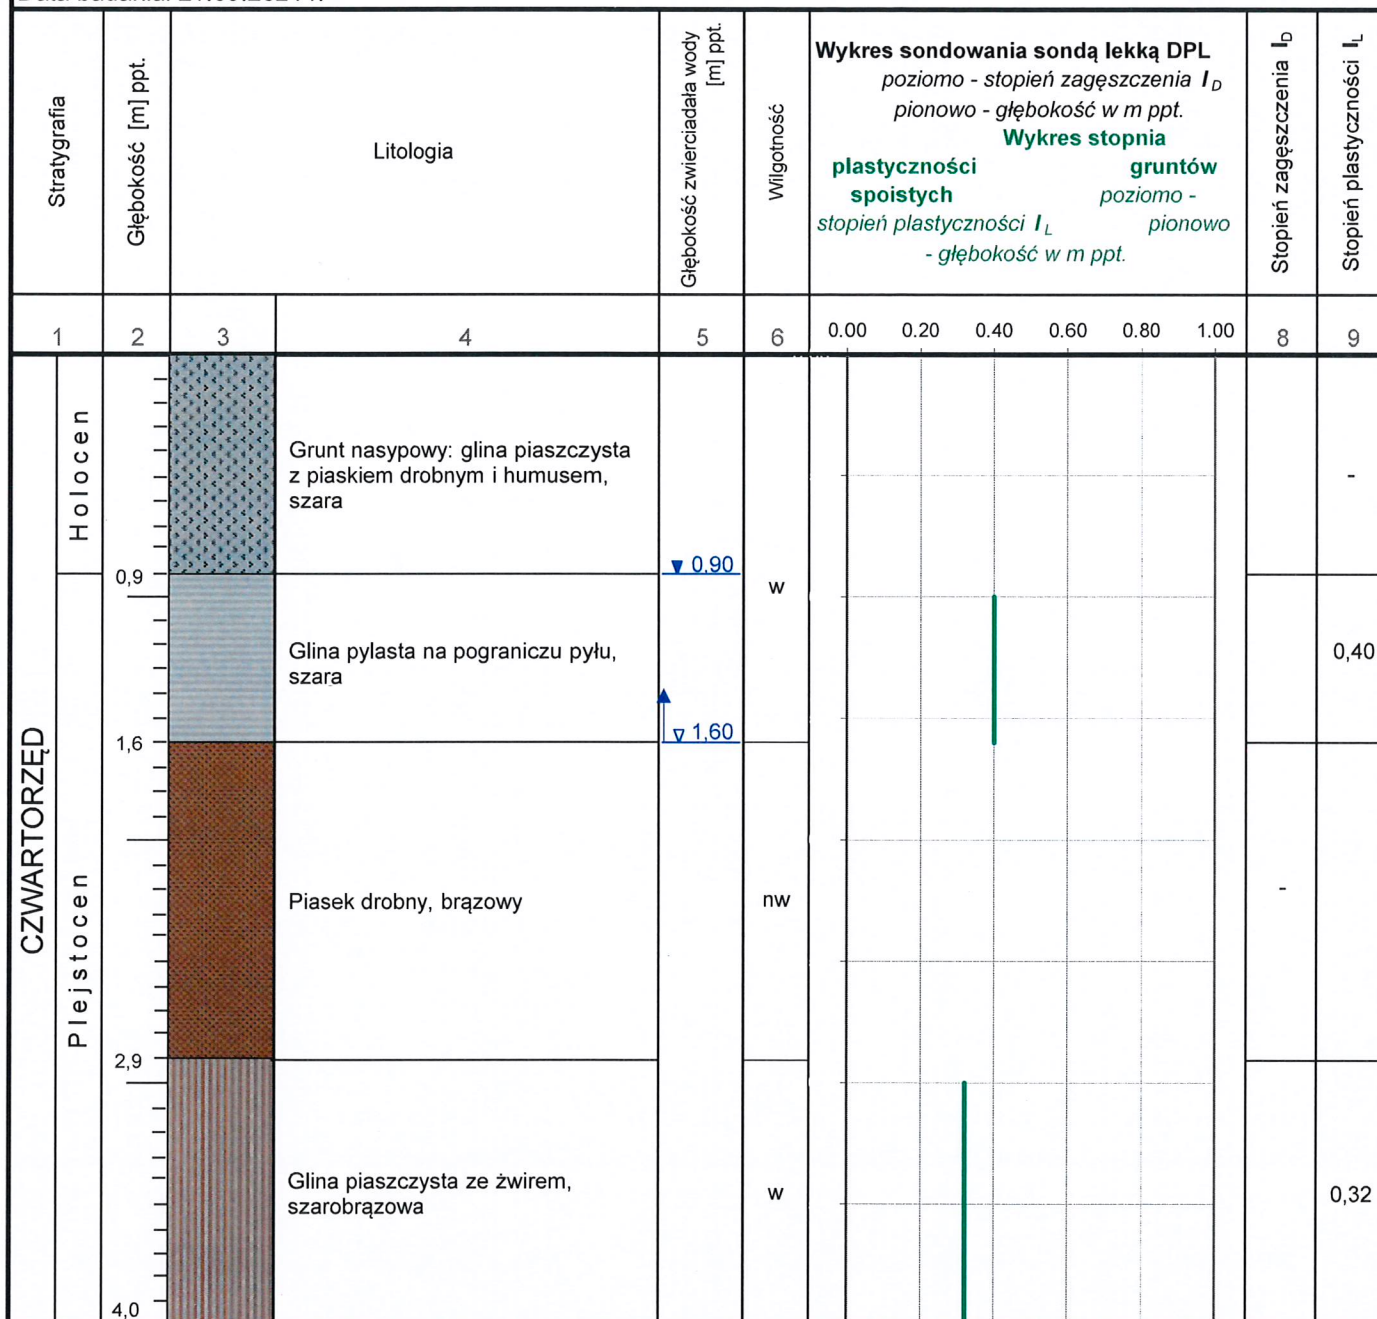 Stratygrafia
Głębokość [m] ppt.
Litologia
Głębokość zwierciadała wody
[m] ppt.
Wilgotność
Wykres sondowania sondą lekką DPL
poziomo - stopień zagęszczenia I D
pionowo - głębokość w m ppt.
Wykres stopnia
plastyczności gruntów
spoistych poziomo -
stopień plastyczności I L pionowo
- głębokość w m ppt.
Stopień zagęszczenia ID
Stopień plastyczności IL
1 2 3 4 5 6 0.00 0.20 0.40 0.60 0.80 1.00 8 9
CZWARTORZĘD
Holocen
Grunt nasypowy: glina piaszczysta
z piaskiem drobnym i humusem,
szara
-
0,90
0,9
w
Glina pylasta na pograniczu pyłu,
szara
0,40
1,60
1,6
Plejstocen
Piasek drobny, brązowy
nw
-
2,9
Glina piaszczysta ze żwirem,
szarobrązowa
w
0,32
4,0